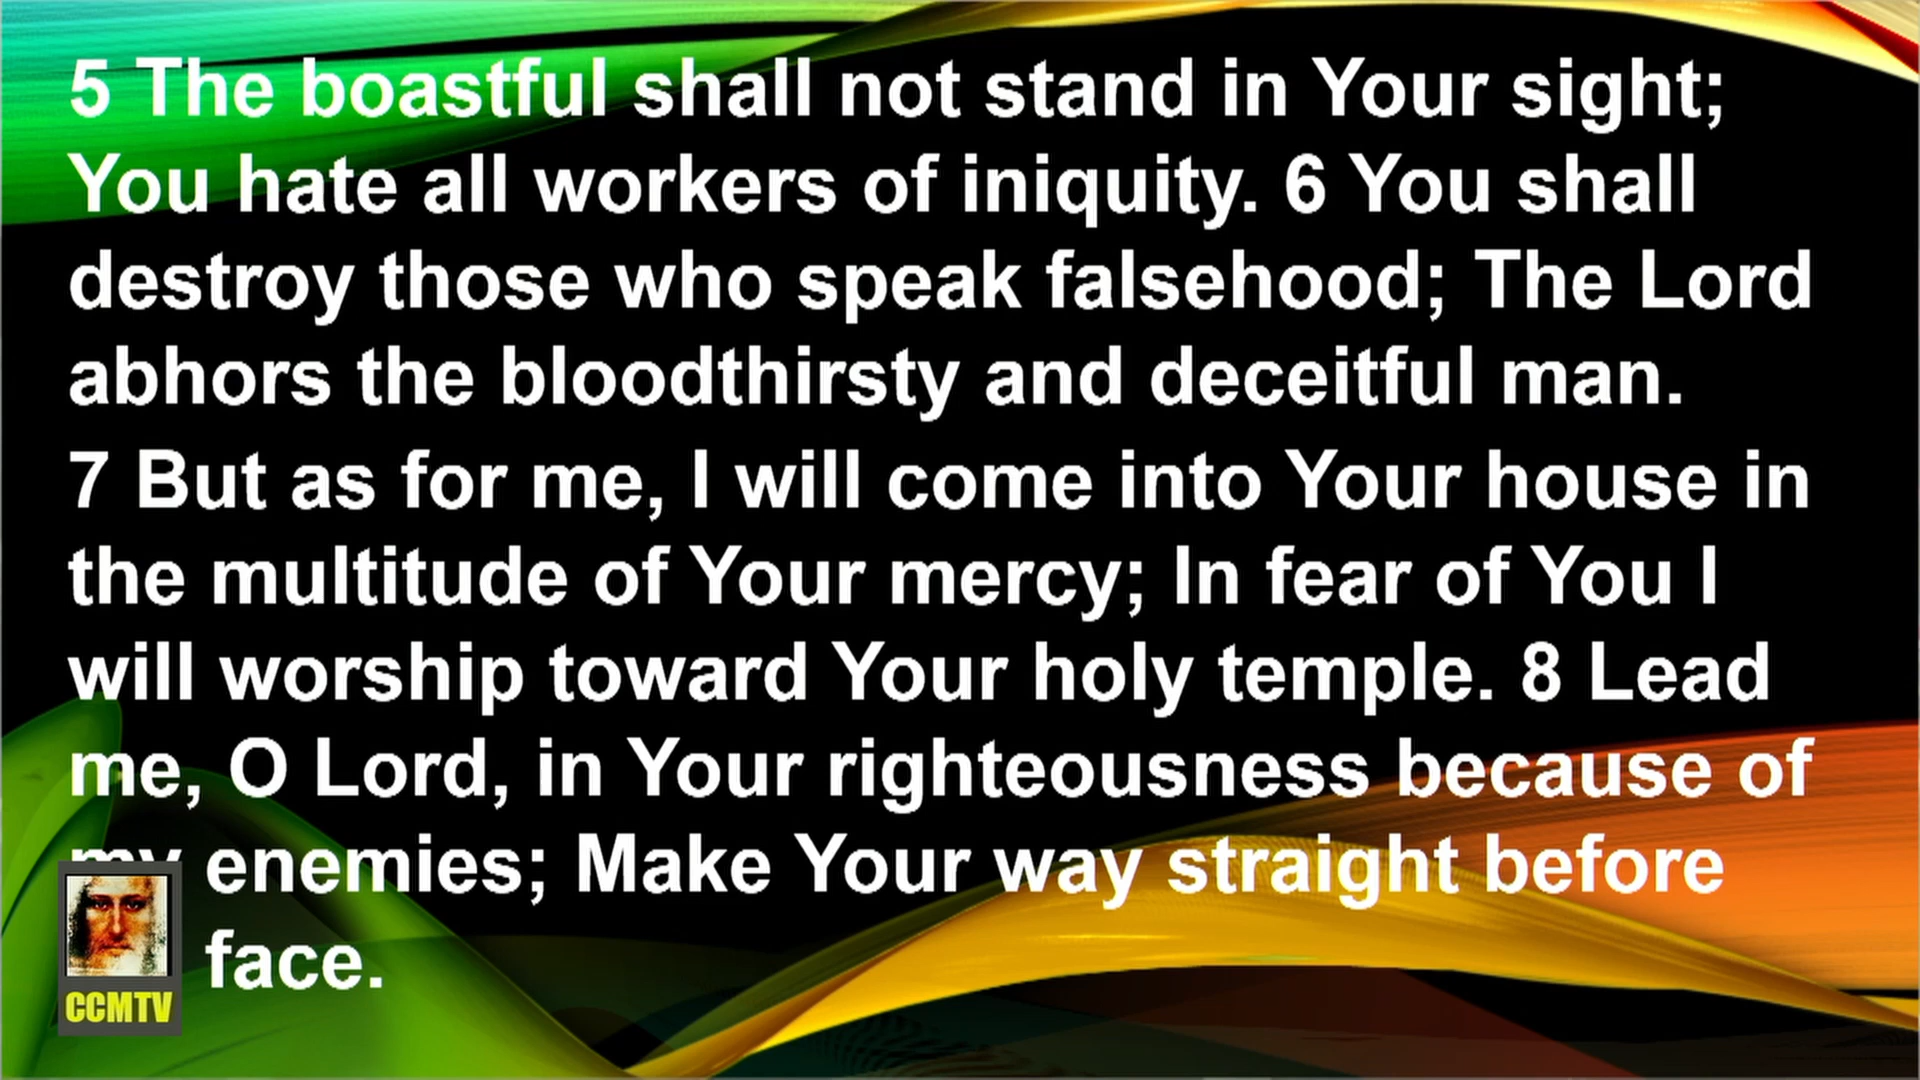 5 The boastful shall not stand in Your sight;
You hate all workers of iniquity. 6 You shall
destroy those who speak falsehood; The Lord
abhors the bloodthirsty and deceitful man.
7 But as for me, I will come into Your house in
the multitude of Your mercy; In fear of You I
will worship toward Your holy temple. 8 Lead
me, O Lord, in Your righteousness because of
my enemies; Make Your way straight before
face.
CCMTV